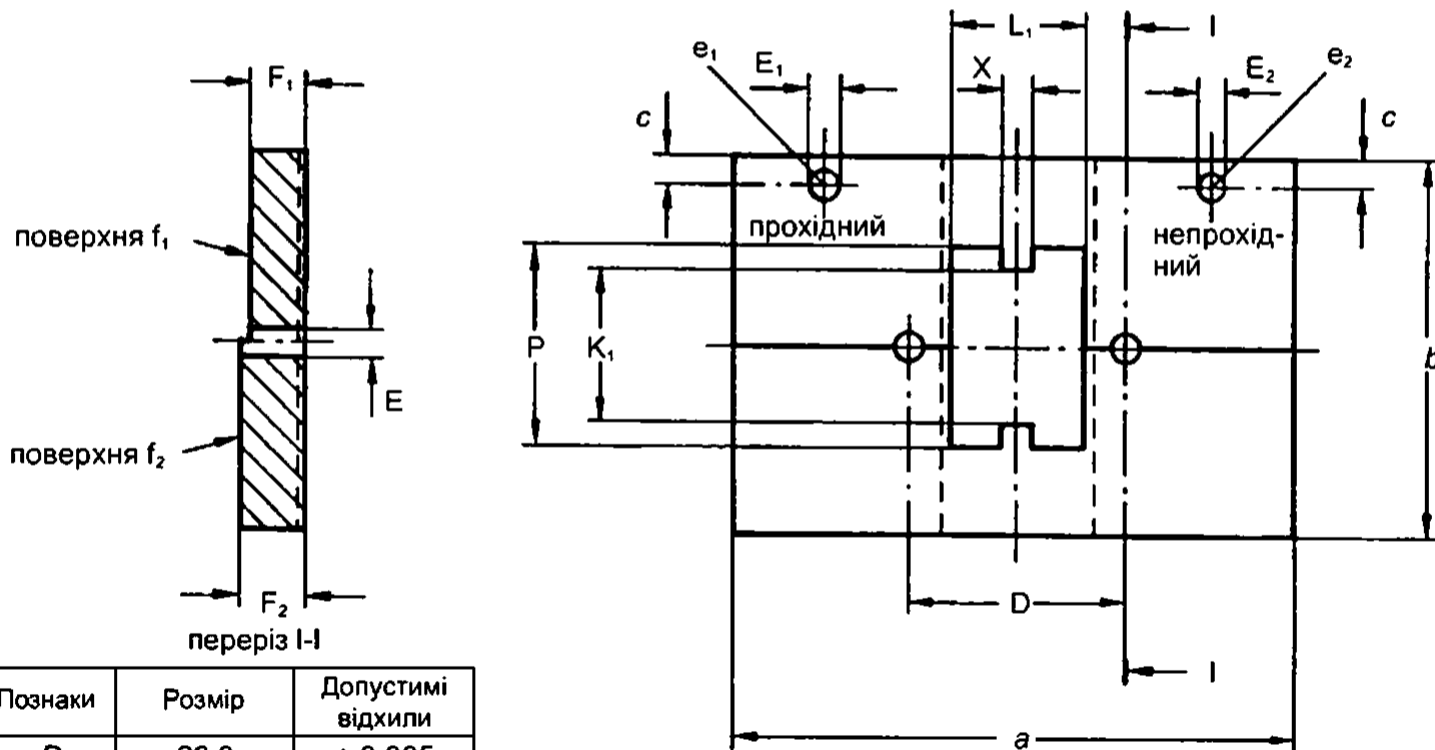 F₁
поверхня f₁
E
поверхня f₂
F₂
переріз I-I
L₁
I
e₁
E₁
X
E₂
e₂
c
c
прохідний
непрохід-
ний
P
K₁
b
D
I
a
Познаки Розмір Допустимі
відхили